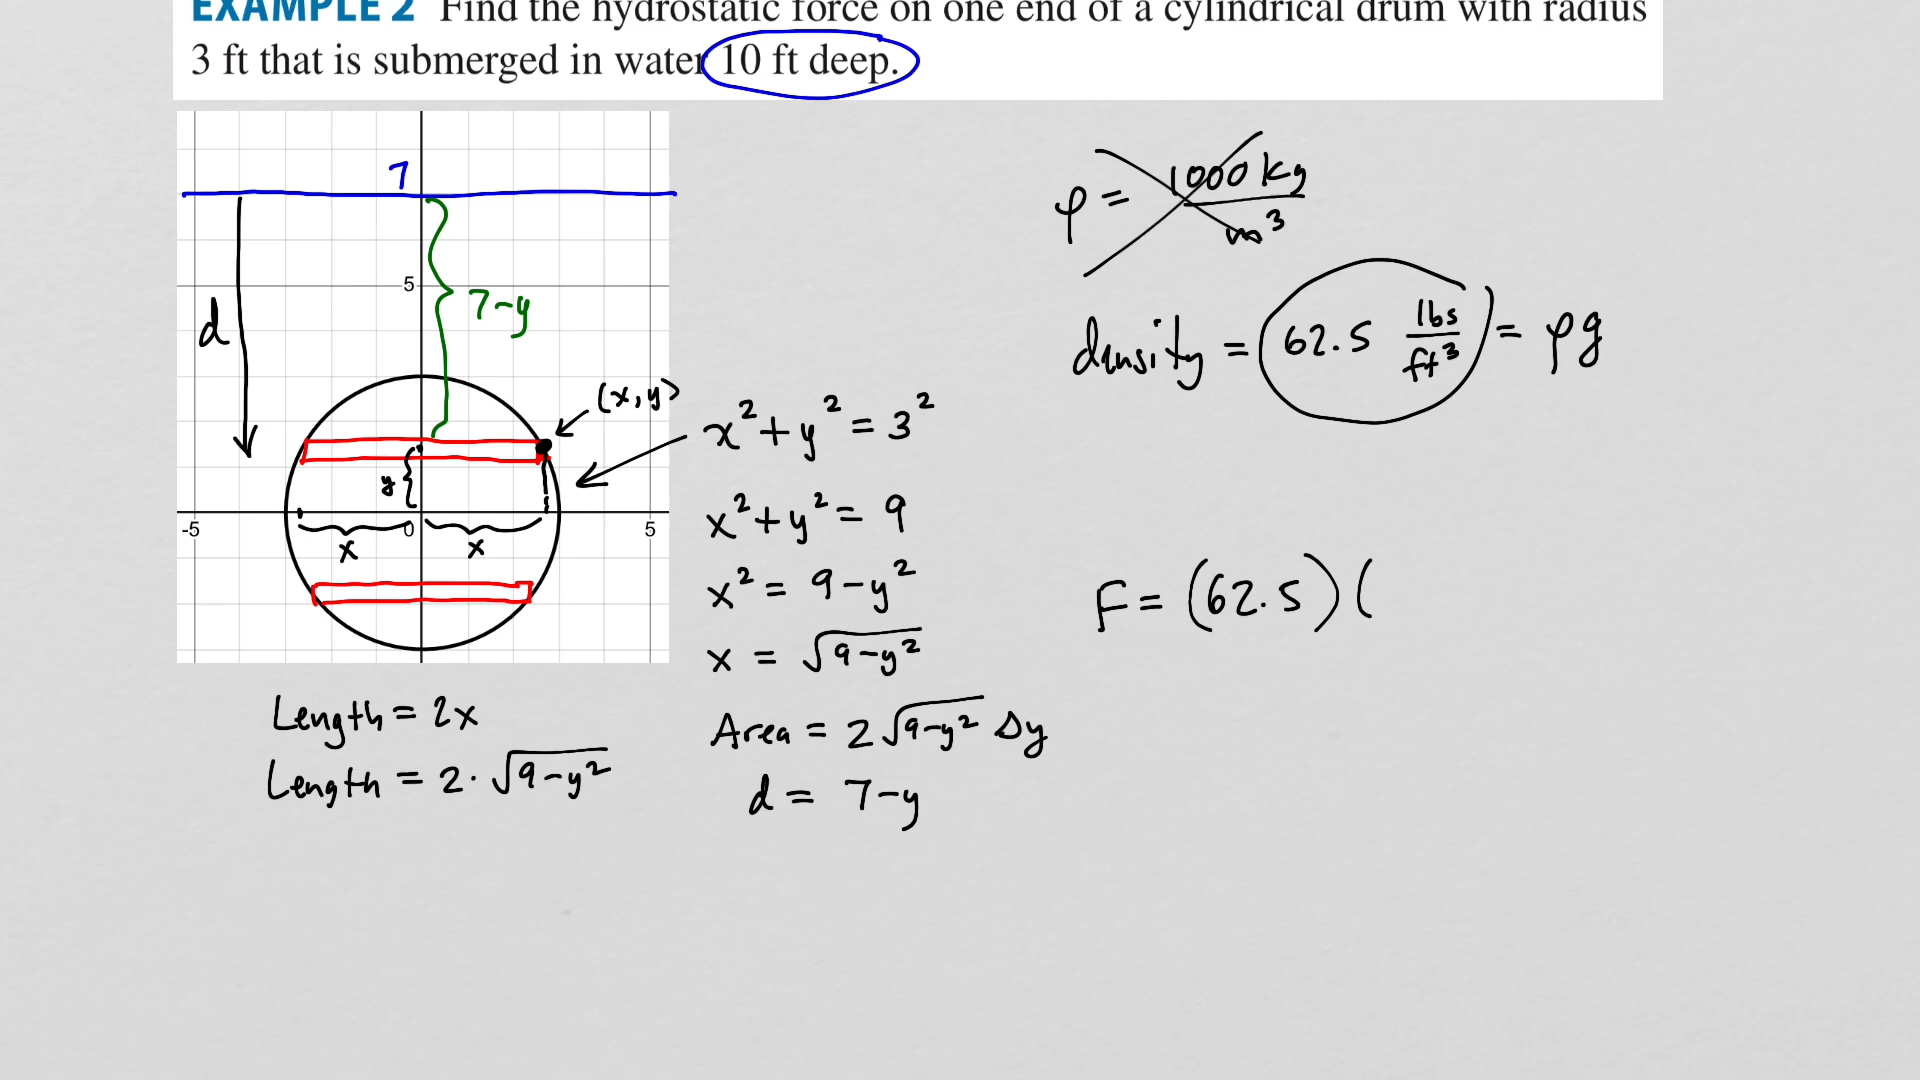 EXAMPLE 2 Find the hydrostatic force on one end of a cylindrical drum with radius
3 ft that is submerged in water 10 ft deep.
7
5
7-y
d
(x,y)
y
-5
0
5
x
x
Length = 2x
Length = 2·√9-y²
x²+y² = 3²
x²+y² = 9
x² = 9-y²
x = √9-y²
Area = 2√9-y² Δy
d = 7-y
ρ = 1000 kg/m³
density = (62.5 lbs/ft³) = ρg
F = (62.5)(